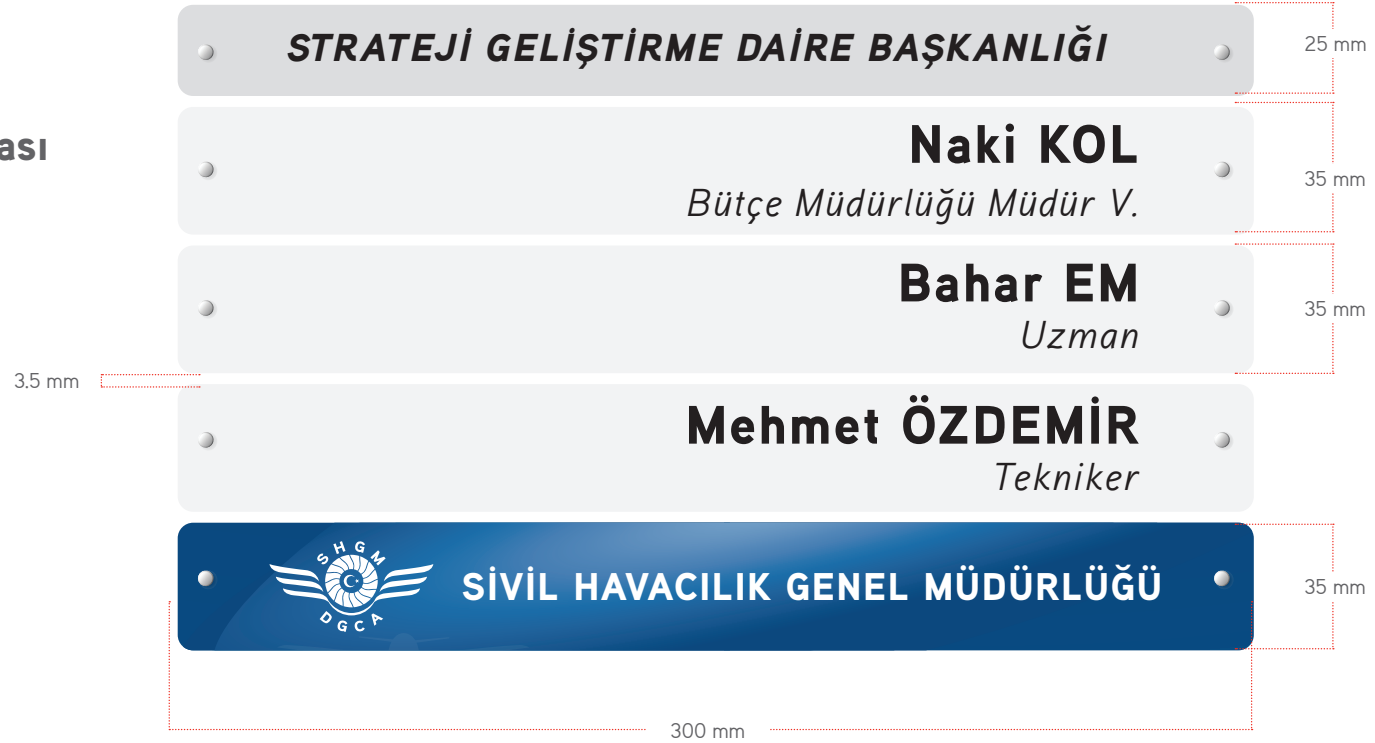 STRATEJİ GELİŞTİRME DAİRE BAŞKANLIĞI
25 mm
ası
Naki KOL
Bütçe Müdürlüğü Müdür V.
35 mm
Bahar EM
Uzman
35 mm
3.5 mm
Mehmet ÖZDEMİR
Tekniker
SHGM
DGCA
SİVİL HAVACILIK GENEL MÜDÜRLÜĞÜ
35 mm
300 mm